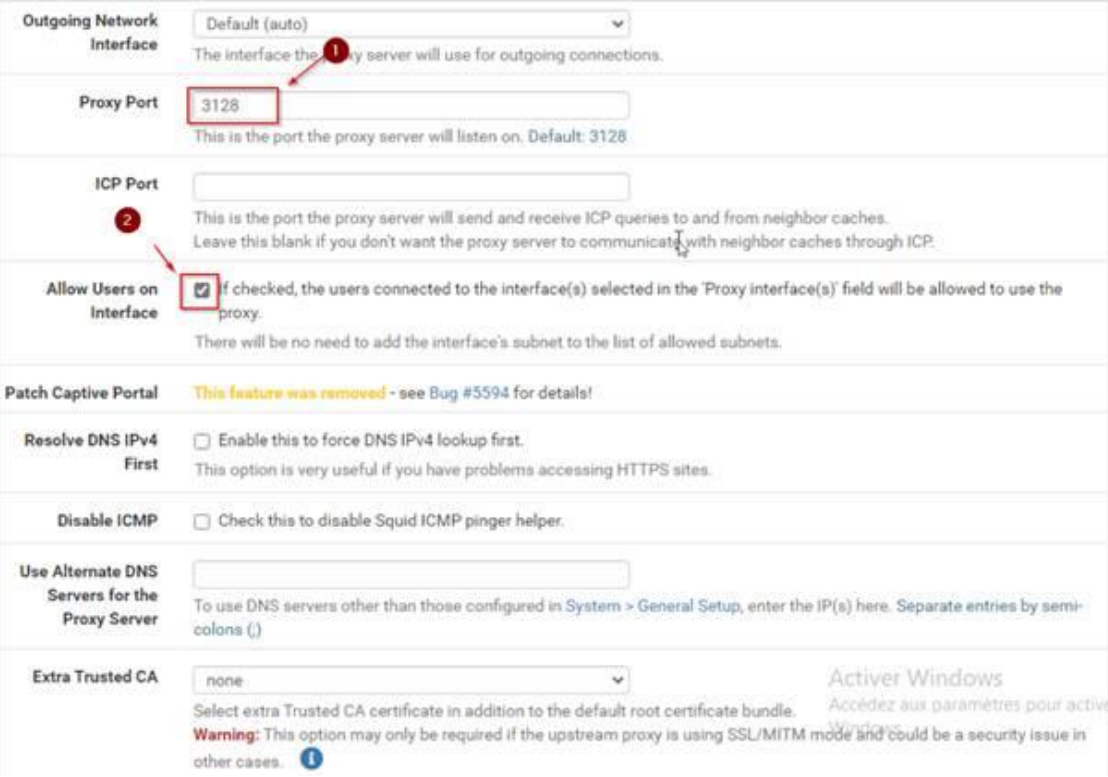 Outgoing Network
Interface
Default (auto)
1
The interface the proxy server will use for outgoing connections.
Proxy Port
3128
This is the port the proxy server will listen on. Default: 3128
ICP Port
This is the port the proxy server will send and receive ICP queries to and from neighbor caches.
2
Leave this blank if you don't want the proxy server to communicate with neighbor caches through ICP.
Allow Users on
Interface
If checked, the users connected to the interface(s) selected in the 'Proxy interface(s)' field will be allowed to use the
proxy.
There will be no need to add the interface's subnet to the list of allowed subnets.
Patch Captive Portal
This feature was removed - see Bug #5594 for details!
Resolve DNS IPv4
First
Enable this to force DNS IPv4 lookup first.
This option is very useful if you have problems accessing HTTPS sites.
Disable ICMP
Check this to disable Squid ICMP pinger helper.
Use Alternate DNS
Servers for the
Proxy Server
To use DNS servers other than those configured in System > General Setup, enter the IP(s) here. Separate entries by semi-
colons (;)
Extra Trusted CA
none
Select extra Trusted CA certificate in addition to the default root certificate bundle.
Warning: This option may only be required if the upstream proxy is using SSL/MITM mode and could be a security issue in
other cases.
Activer Windows
Accédez aux paramètres pour active
Windows